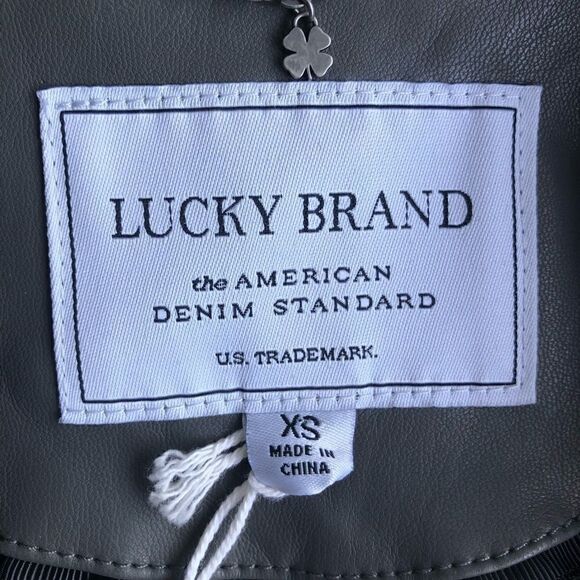 LUCKY BRAND
the AMERICAN
DENIM STANDARD
U.S. TRADEMARK.
XS
MADE IN
CHINA